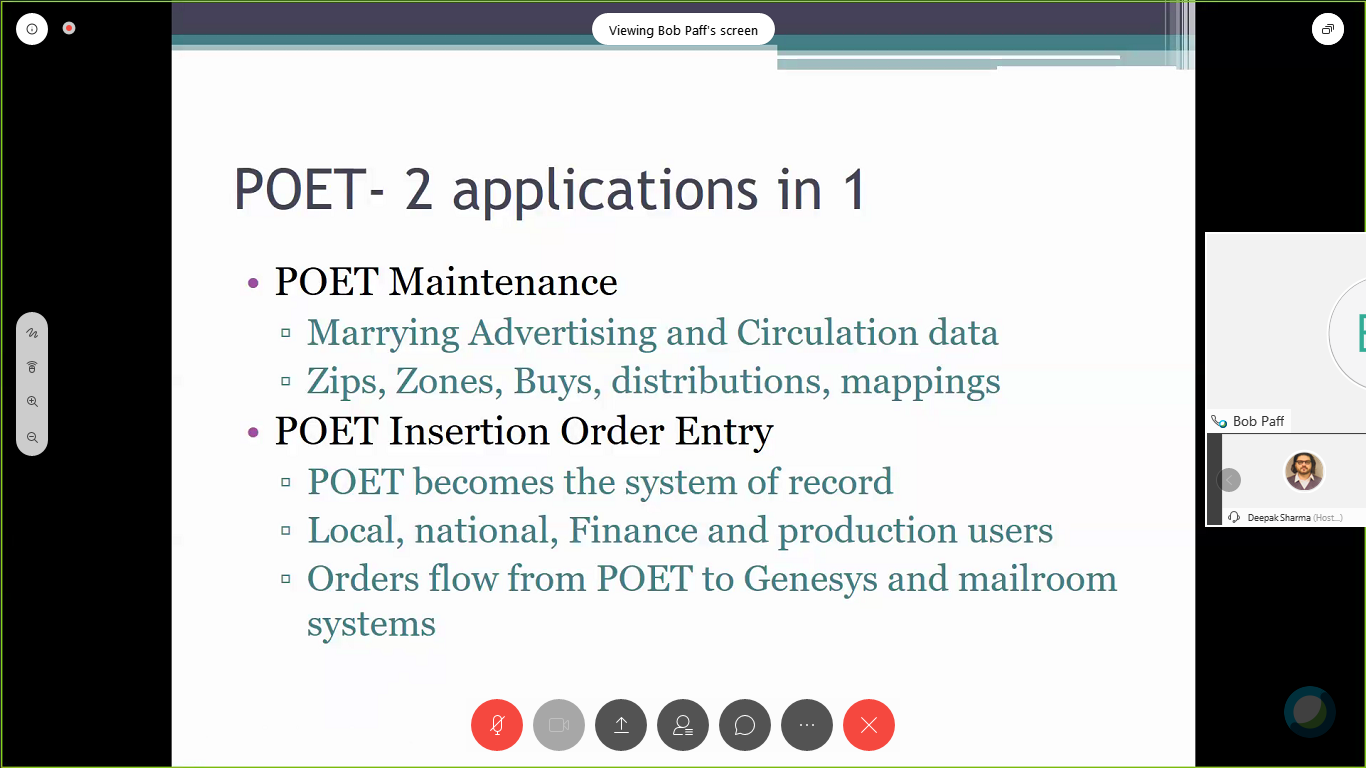 Viewing Bob Paff's screen
POET- 2 applications in 1
• POET Maintenance
▫ Marrying Advertising and Circulation data
▫ Zips, Zones, Buys, distributions, mappings
• POET Insertion Order Entry
▫ POET becomes the system of record
▫ Local, national, Finance and production users
▫ Orders flow from POET to Genesys and mailroom
systems
Bob Paff
Deepak Sharma (Host...)